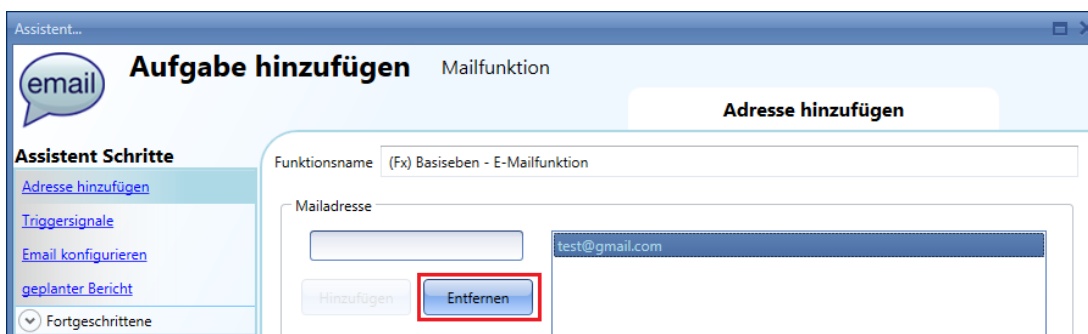 Assistent...
email
Aufgabe hinzufügen Mailfunktion
Adresse hinzufügen
Assistent Schritte
Adresse hinzufügen
Triggersignale
Email konfigurieren
geplanter Bericht
Fortgeschrittene
Funktionsname (Fx) Basiseben - E-Mailfunktion
Mailadresse
test@gmail.com
Hinzufügen Entfernen